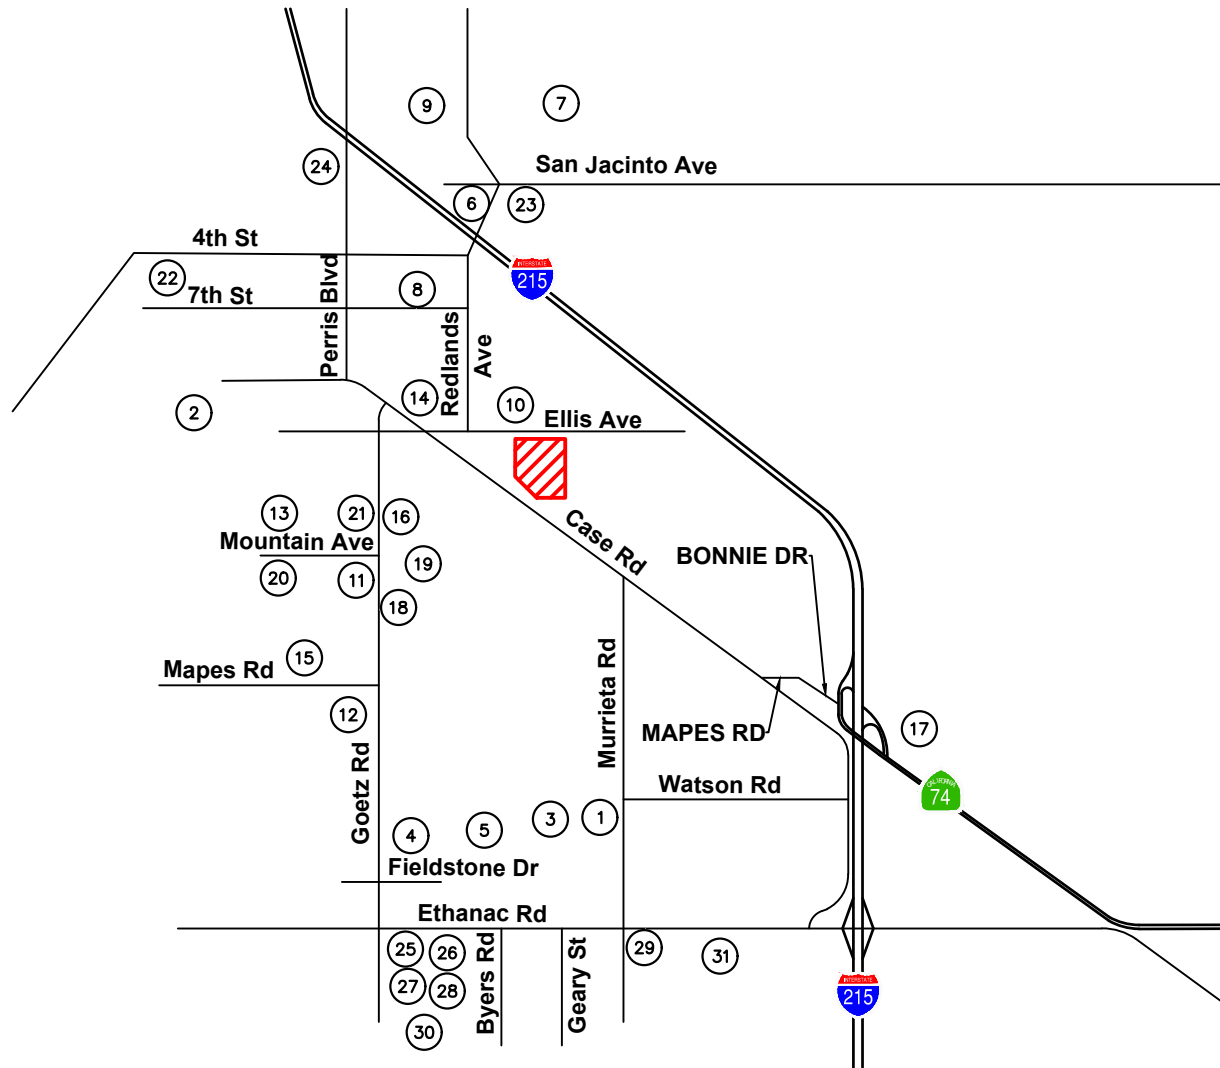 9
7
24
San Jacinto Ave
6
23
4th St
22
INTERSTATE
215
8
7th St
Perris Blvd
Redlands
Ave
14
10
2
Ellis Ave
13
21
16
Case Rd
Mountain Ave
BONNIE DR
20
11
19
18
15
Mapes Rd
Murrieta Rd
12
17
MAPES RD
Goetz Rd
Watson Rd
CALIFORNIA
74
4
5
3
1
Fieldstone Dr
Ethanac Rd
25
26
Byers Rd
Geary St
29
31
27
28
INTERSTATE
215
30